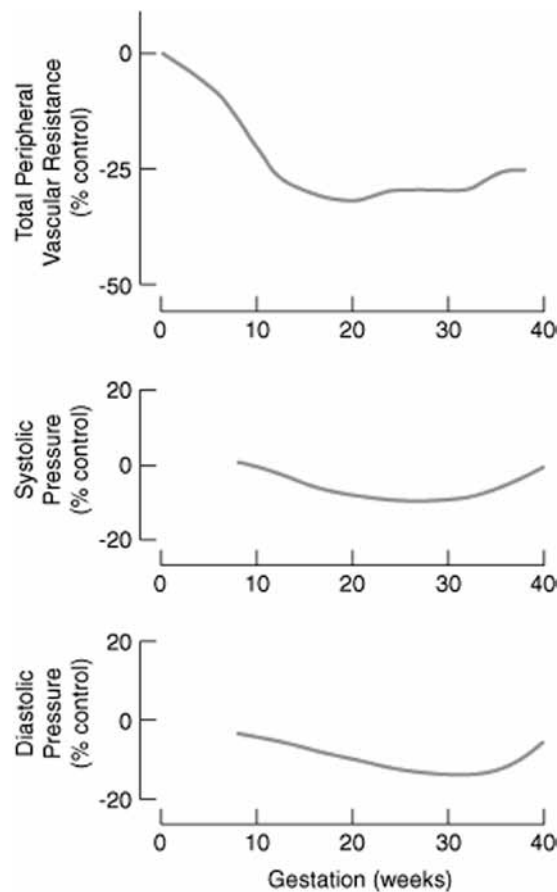 Total Peripheral
Vascular Resistance
(% control)
0
-25
-50
0 10 20 30 40
Systolic
Pressure
(% control)
20
0
-20
0 10 20 30 40
Diastolic
Pressure
(% control)
20
0
-20
0 10 20 30 40
Gestation (weeks)